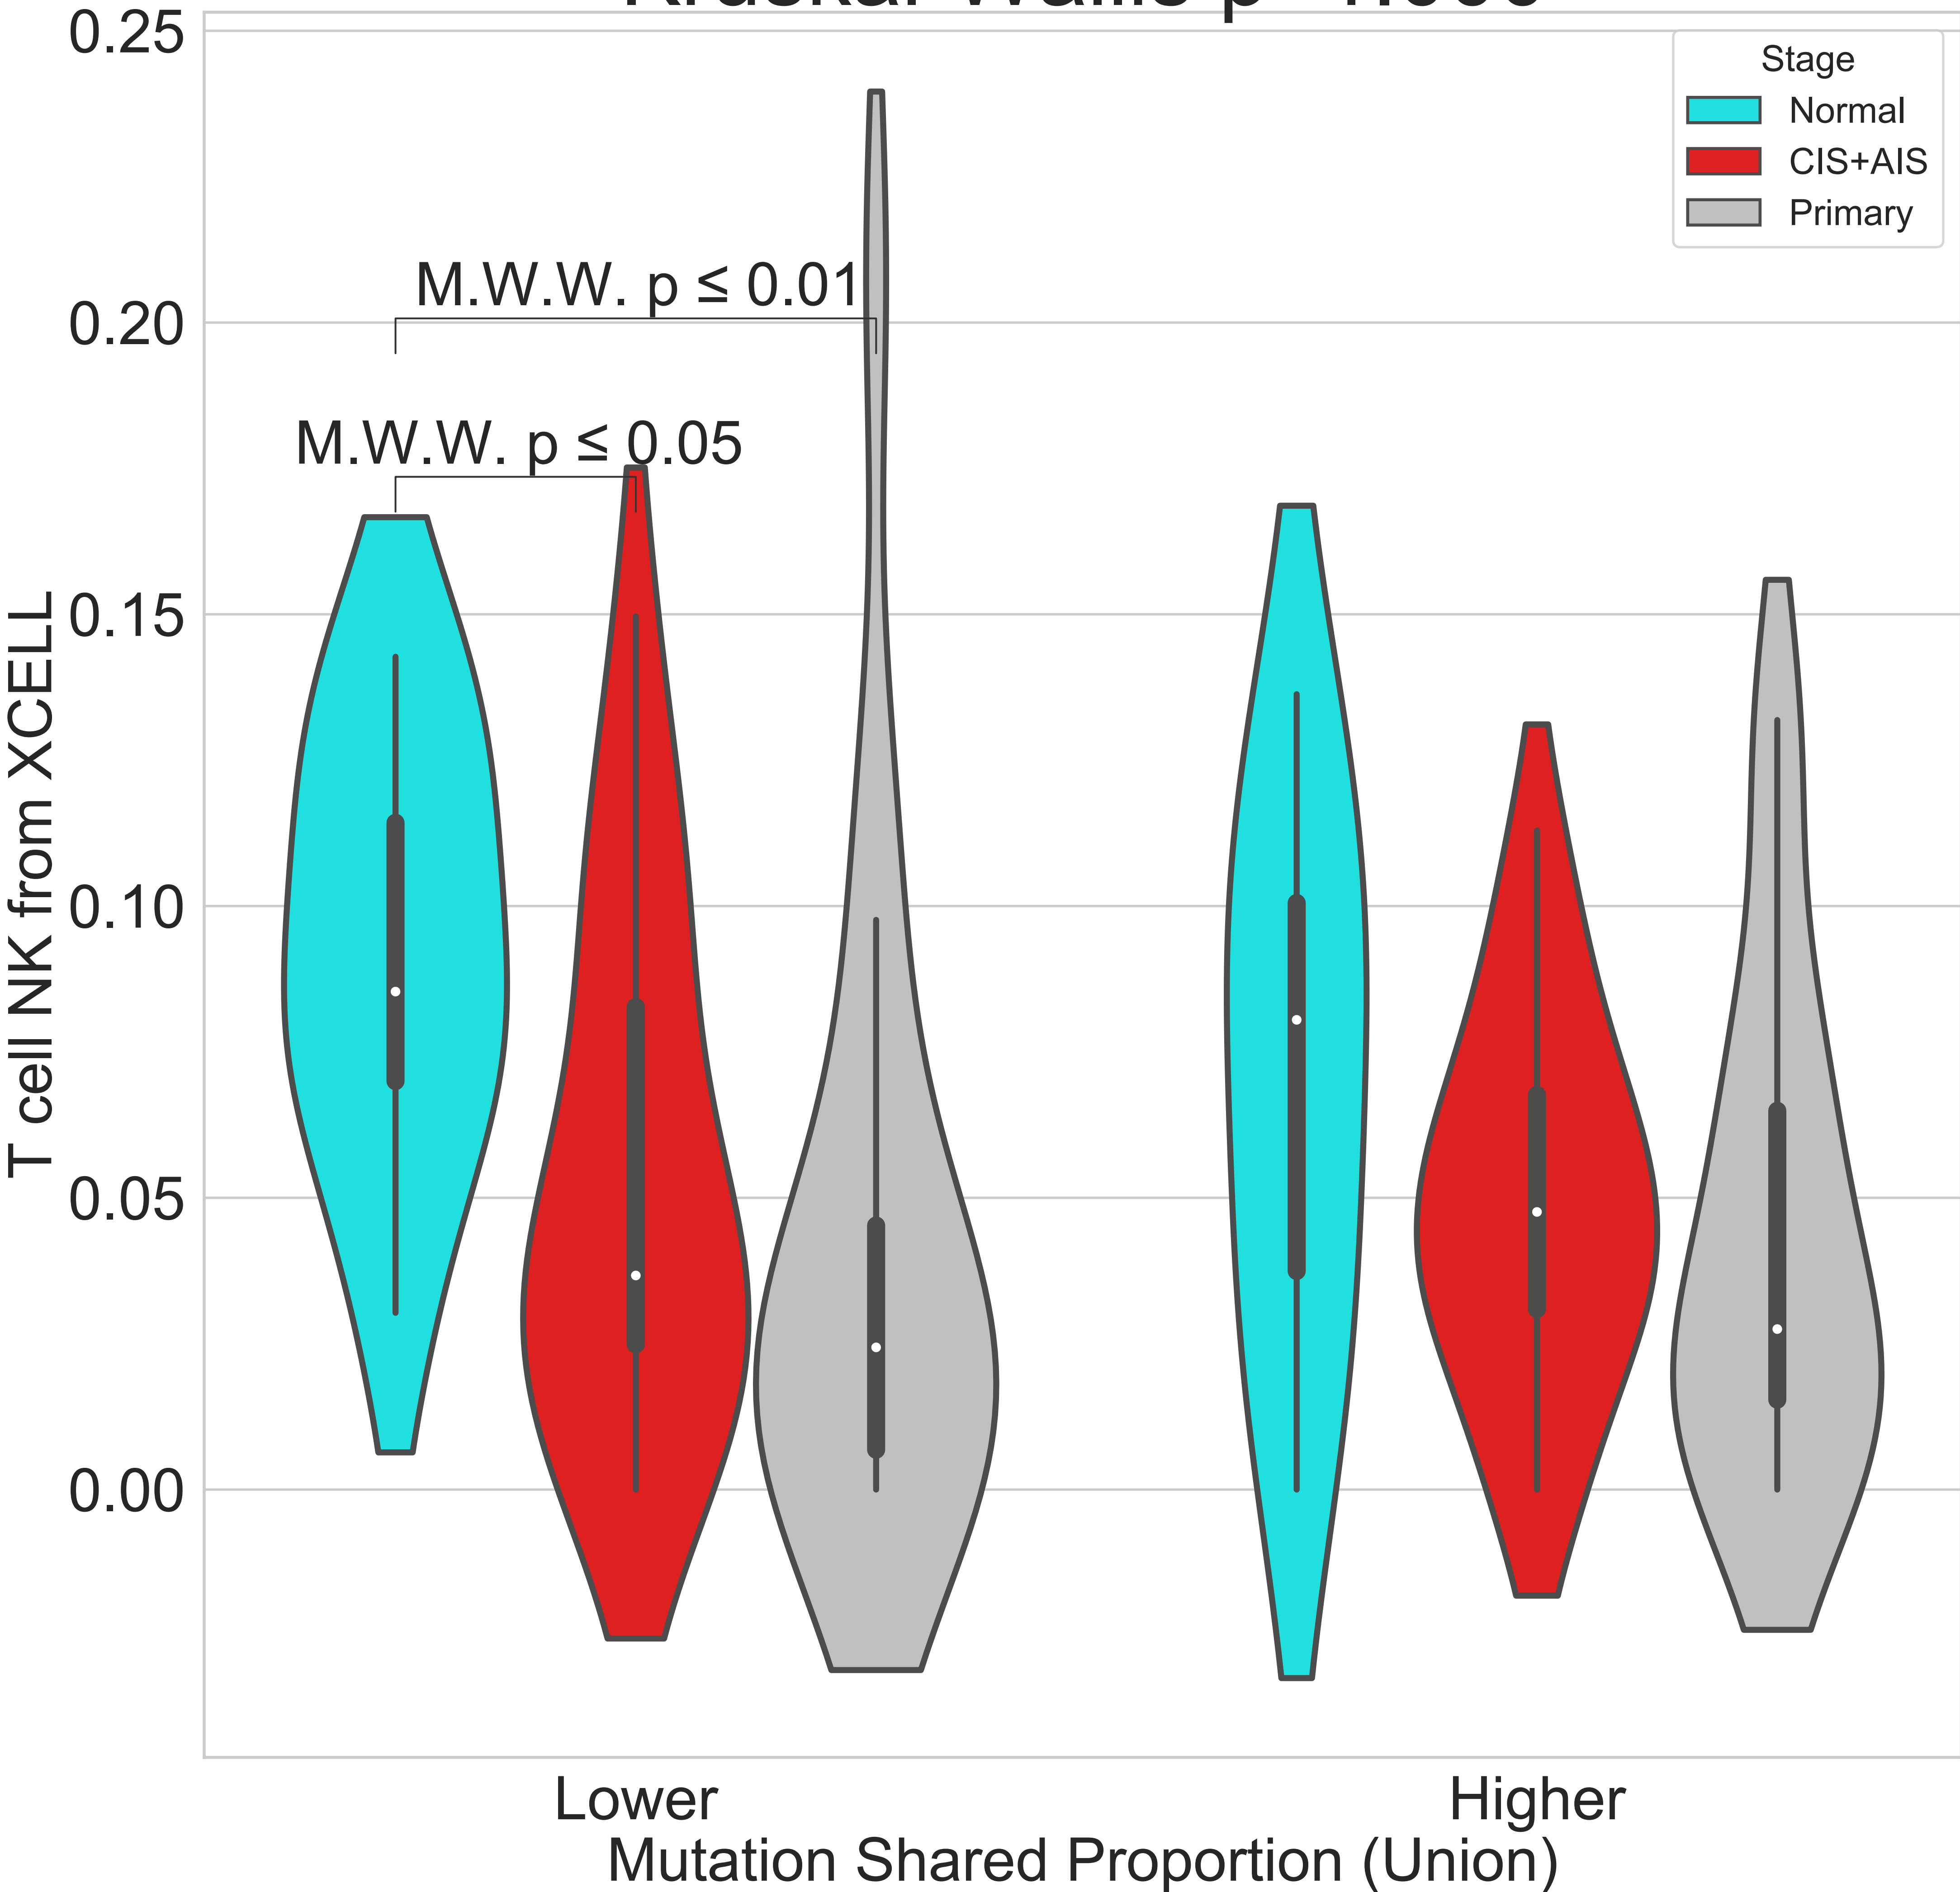 0.25
0.20
0.15
0.10
0.05
0.00
T cell NK from XCELL
Stage
Normal
CIS+AIS
Primary
M.W.W. p ≤ 0.01
M.W.W. p ≤ 0.05
Lower
Higher
Mutation Shared Proportion (Union)